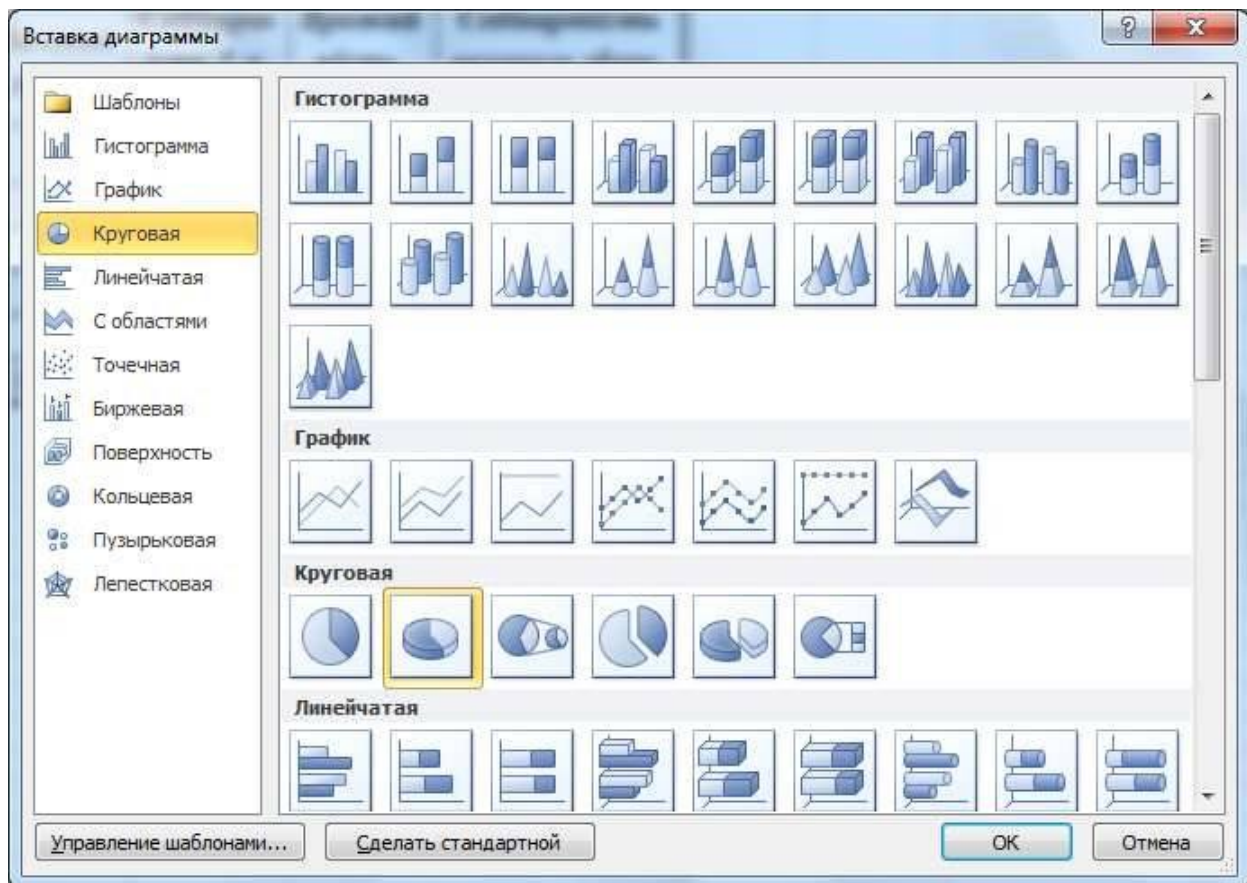 Вставка диаграммы
Шаблоны
Гистограмма
График
Круговая
Линейчатая
С областями
Точечная
Биржевая
Поверхность
Кольцевая
Пузырьковая
Лепестковая
Гистограмма
График
Круговая
Линейчатая
Управление шаблонами...
Сделать стандартной
ОК
Отмена